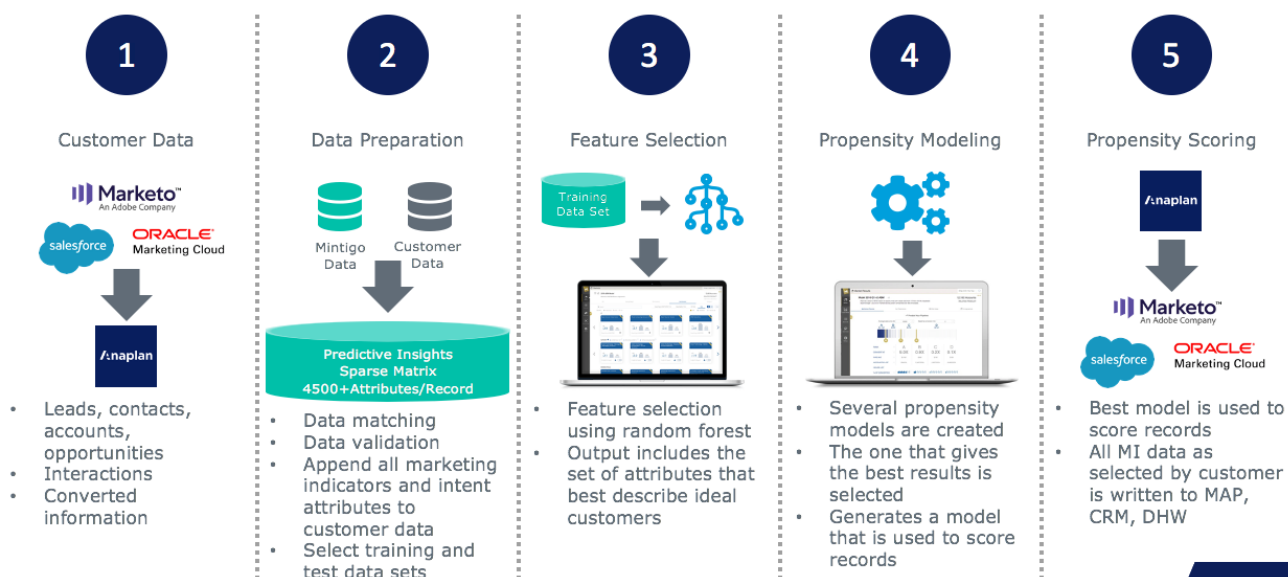 1
Customer Data
Marketo™
An Adobe Company
salesforce
ORACLE®
Marketing Cloud
Anaplan
• Leads, contacts,
accounts,
opportunities
• Interactions
• Converted
information
2
Data Preparation
Mintigo
Data
Customer
Data
Predictive Insights
Sparse Matrix
4500+Attributes/Record
• Data matching
• Data validation
• Append all marketing
indicators and intent
attributes to
customer data
• Select training and
test data sets
3
Feature Selection
Training
Data Set
• Feature selection
using random forest
• Output includes the
set of attributes that
best describe ideal
customers
4
Propensity Modeling
• Several propensity
models are created
• The one that gives
the best results is
selected
• Generates a model
that is used to score
records
5
Propensity Scoring
Anaplan
Marketo™
An Adobe Company
salesforce
ORACLE®
Marketing Cloud
• Best model is used to
score records
• All MI data as
selected by customer
is written to MAP,
CRM, DHW